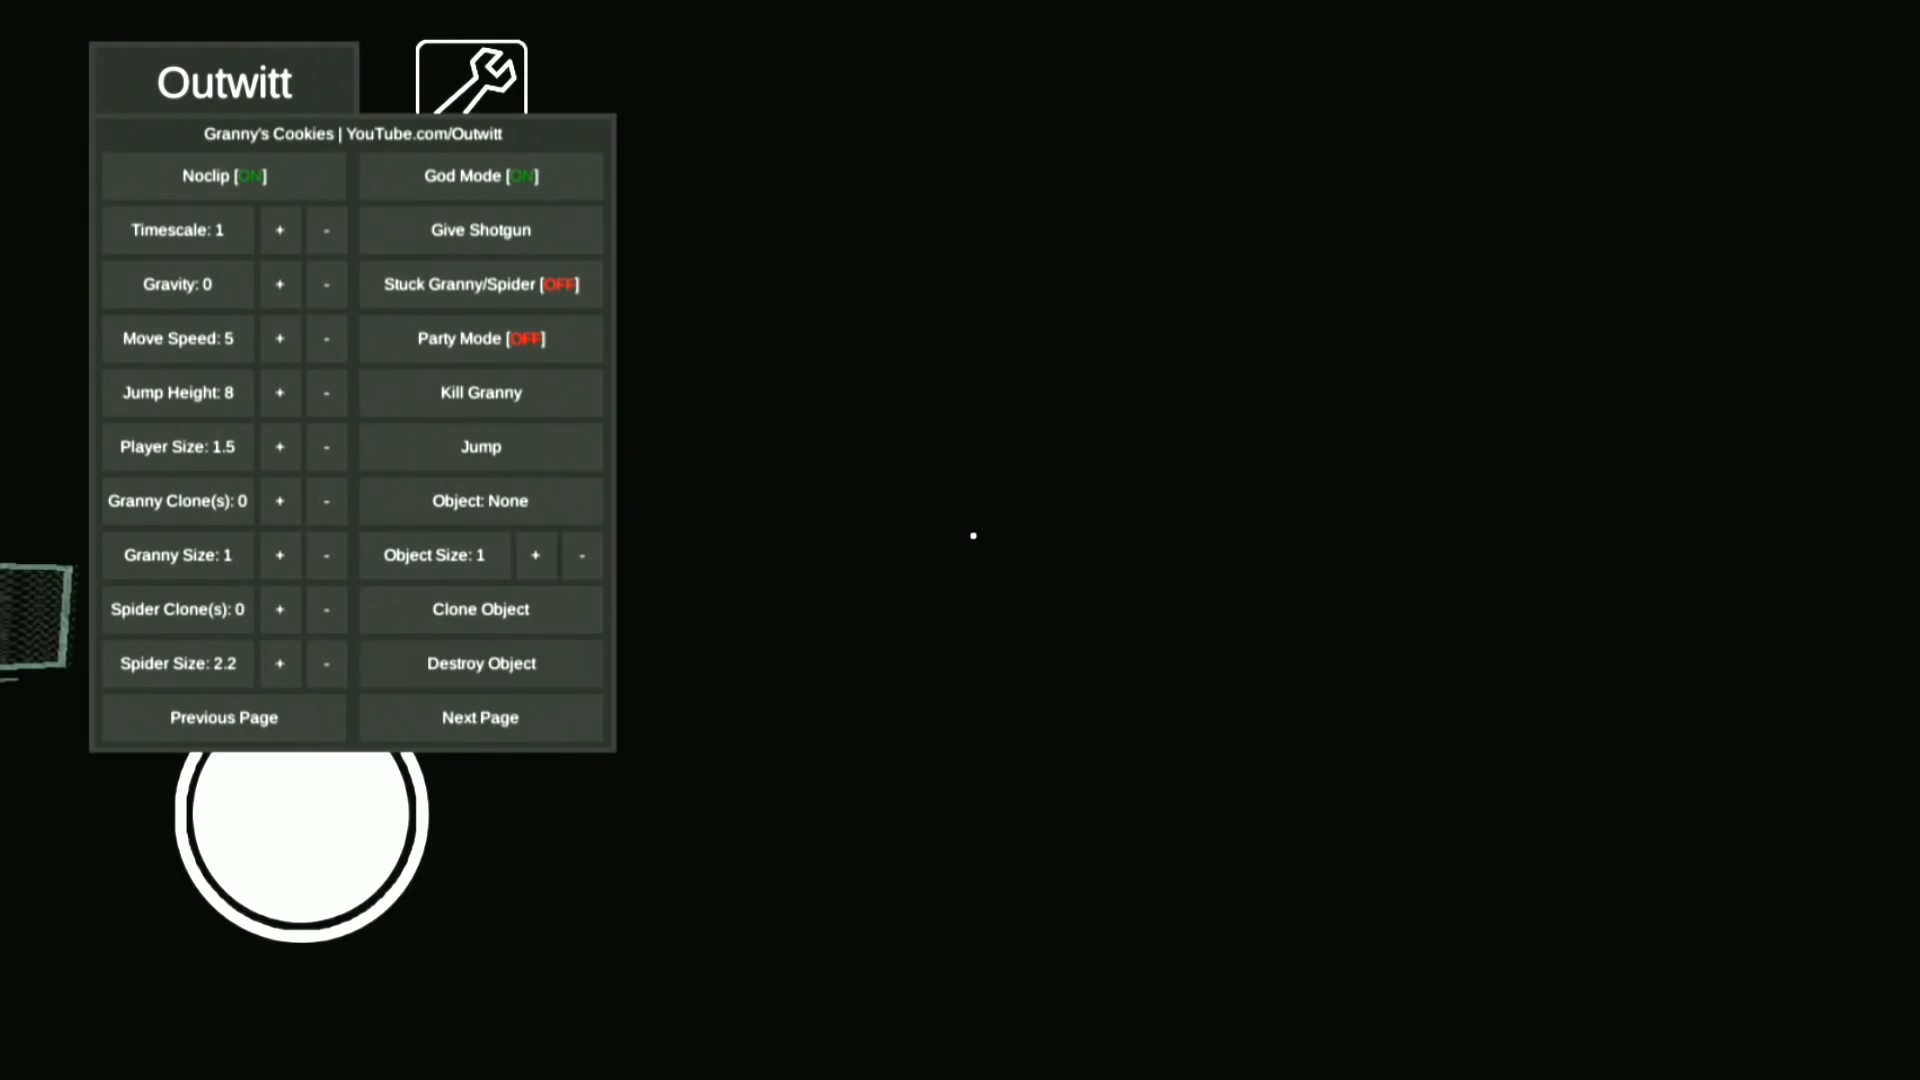 Outwitt
Granny's Cookies | YouTube.com/Outwitt
Noclip [ON] God Mode [ON]
Timescale: 1 + - Give Shotgun
Gravity: 0 + - Stuck Granny/Spider [OFF]
Move Speed: 5 + - Party Mode [OFF]
Jump Height: 8 + - Kill Granny
Player Size: 1.5 + - Jump
Granny Clone(s): 0 + - Object: None
Granny Size: 1 + - Object Size: 1 + -
Spider Clone(s): 0 + - Clone Object
Spider Size: 2.2 + - Destroy Object
Previous Page Next Page